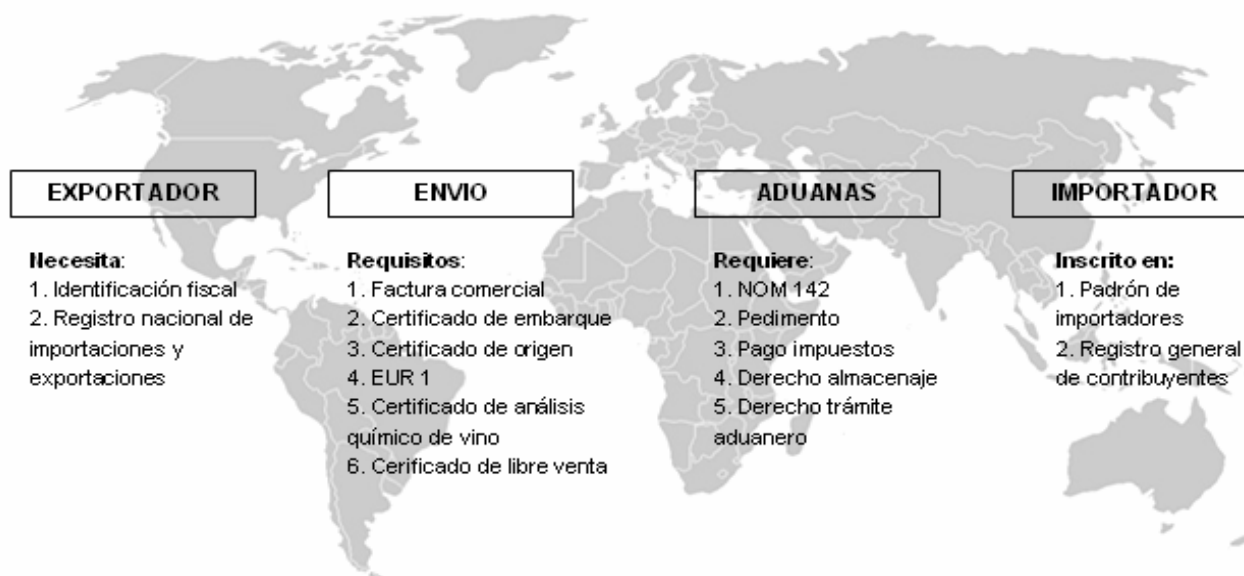 EXPORTADOR
Necesita:
1. Identificación fiscal
2. Registro nacional de
importaciones y
exportaciones
ENVIO
Requisitos:
1. Factura comercial
2. Certificado de embarque
3. Certificado de origen
4. EUR 1
5. Certificado de análisis
químico de vino
6. Cerificado de libre venta
ADUANAS
Requiere:
1. NOM 142
2. Pedimento
3. Pago impuestos
4. Derecho almacenaje
5. Derecho trámite
aduanero
IMPORTADOR
Inscrito en:
1. Padrón de
importadores
2. Registro general
de contribuyentes